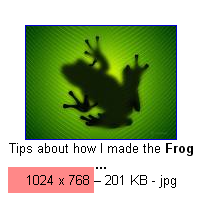 Tips about how I made the Frog
...
1024 x 768 – 201 KB - jpg